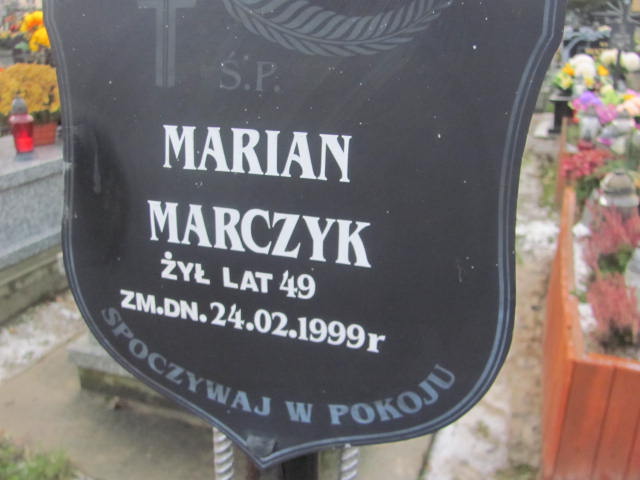 Ś.P.
MARIAN
MARCZYK
ŻYŁ LAT 49
ZM.DN. 24.02.1999r
SPOCZYWAJ W POKOJU